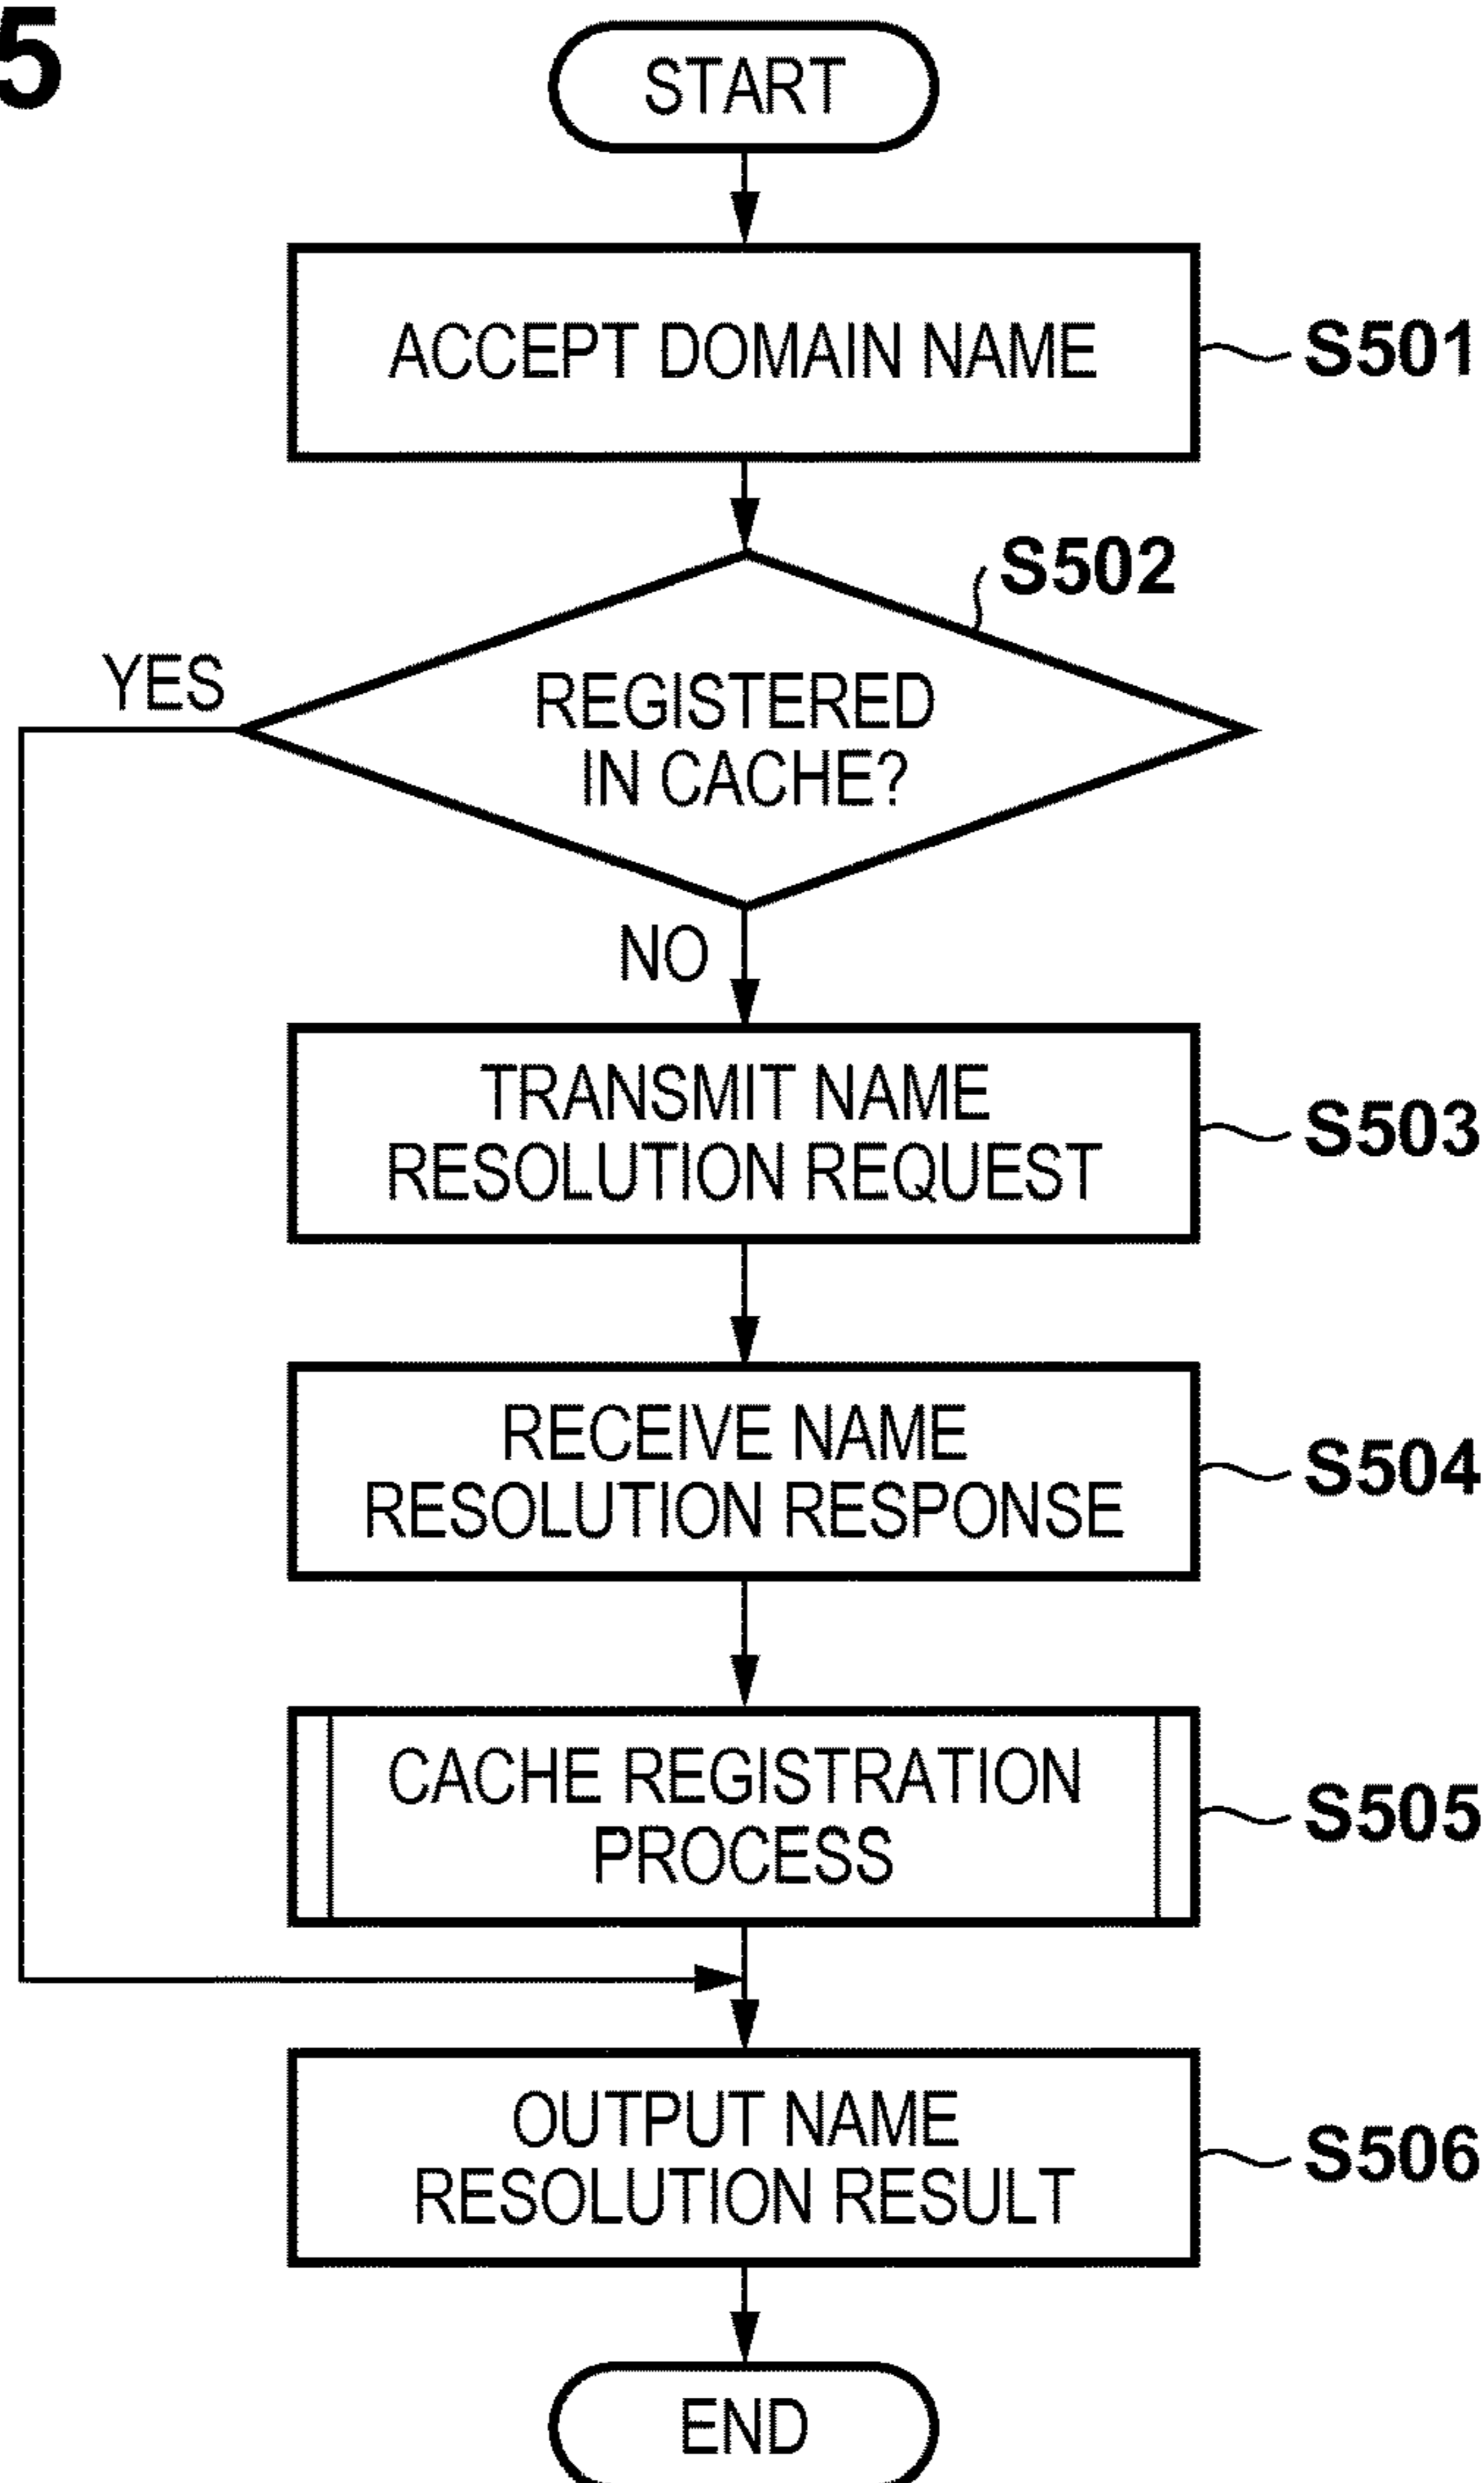 5
START
ACCEPT DOMAIN NAME
S501
S502
YES
REGISTERED
IN CACHE?
NO
TRANSMIT NAME
RESOLUTION REQUEST
S503
RECEIVE NAME
RESOLUTION RESPONSE
S504
CACHE REGISTRATION
PROCESS
S505
OUTPUT NAME
RESOLUTION RESULT
S506
END